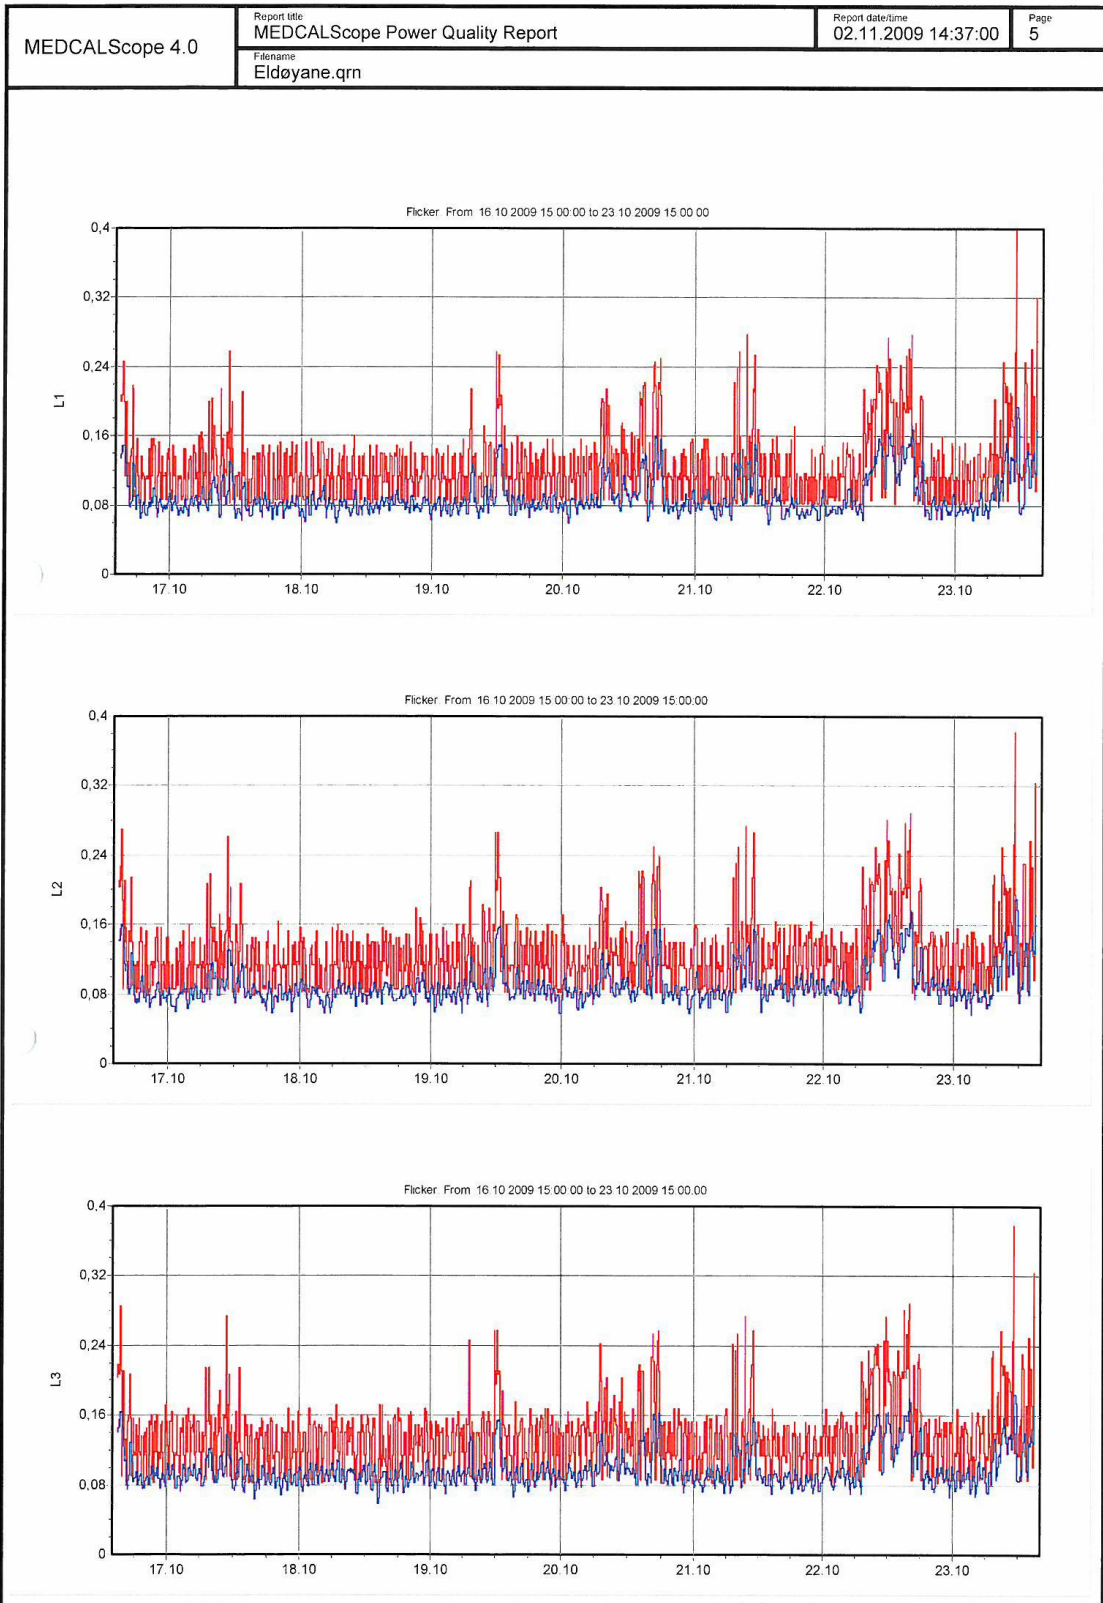 MEDCALScope 4.0
Report title
MEDCALScope Power Quality Report
Report date/time
02.11.2009 14:37:00
Page
5
Filename
Eldøyane.qrn
Flicker From 16 10 2009 15 00:00 to 23 10 2009 15 00 00
0,4
0,32
0,24
0,16
0,08
0
L1
17.10 18.10 19.10 20.10 21.10 22.10 23.10
Flicker From 16 10 2009 15 00:00 to 23 10 2009 15:00:00
0,4
0,32
0,24
0,16
0,08
0
L2
17.10 18.10 19.10 20.10 21.10 22.10 23.10
Flicker From 16 10 2009 15 00 00 to 23 10 2009 15:00.00
0,4
0,32
0,24
0,16
0,08
0
L3
17.10 18.10 19.10 20.10 21.10 22.10 23.10